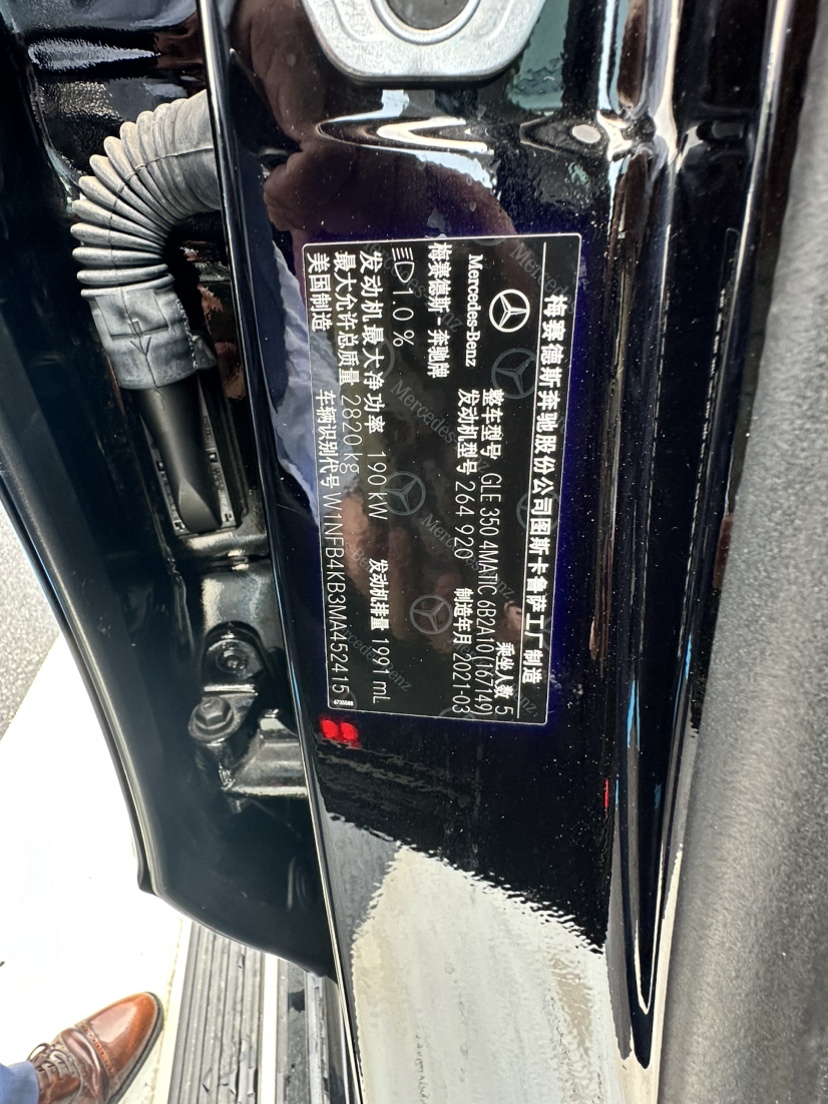 梅赛德斯奔驰股份公司图斯卡鲁萨工厂制造
Mercedes-Benz
整车型号 GLE 350 4MATIC 6B2A10(167149)
乘坐人数 5
发动机型号 264 920
制造年月 2021-03
梅赛德斯-奔驰牌
1.0 %
发动机最大净功率 190 kW
发动机排量 1991 mL
最大允许总质量 2820 kg
美国制造
车辆识别代号 W1NFB4KB3MA452415